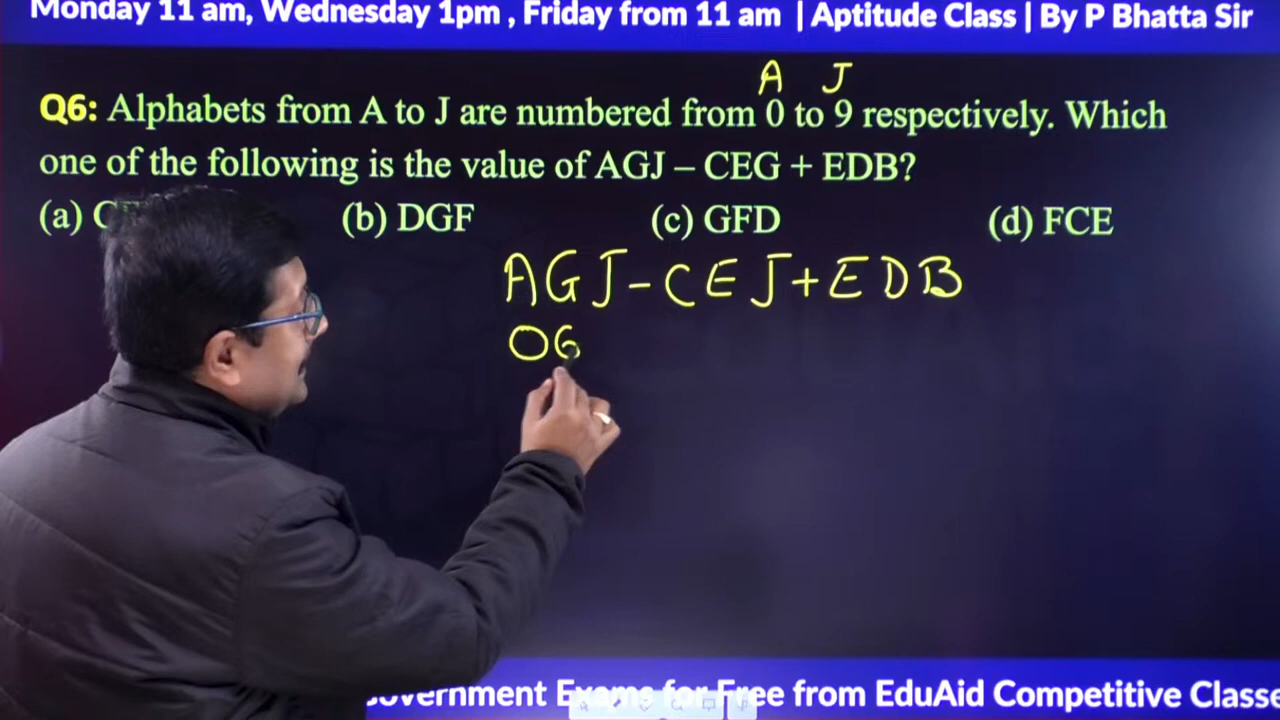 Monday 11 am, Wednesday 1pm , Friday from 11 am | Aptitude Class | By P Bhatta Sir
A J
Q6: Alphabets from A to J are numbered from 0 to 9 respectively. Which
one of the following is the value of AGJ – CEG + EDB?
(a) (b) DGF (c) GFD (d) FCE
AGJ-CEJ+EDB
06
Exams for Free from EduAid Competitive